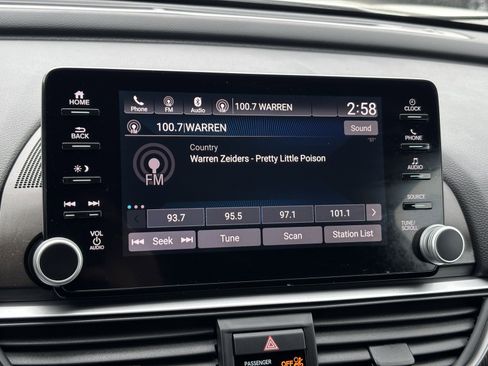 HOME
BACK
VOL
AUDIO
Phone
FM
Audio
100.7 WARREN
2:58
100.7|WARREN
Sound
Country
Warren Zeiders - Pretty Little Poison
FM
93.7 95.5 97.1 101.1
Seek Tune Scan Station List
CLOCK
PHONE
AUDIO
SOURCE
TUNE/
SCROLL
PASSENGER
OFF